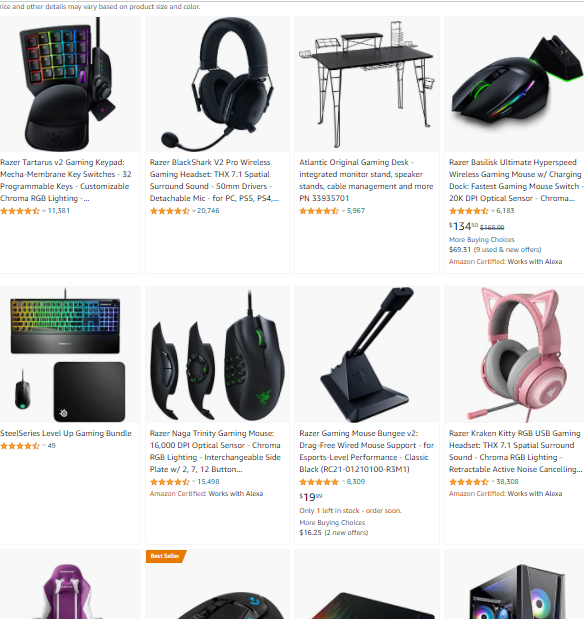 rice and other details may vary based on product size and color.
Razer Tartarus v2 Gaming Keypad:
Mecha-Membrane Key Switches - 32
Programmable Keys - Customizable
Chroma RGB Lighting -...
11,381
Razer BlackShark V2 Pro Wireless
Gaming Headset: THX 7.1 Spatial
Surround Sound - 50mm Drivers -
Detachable Mic - for PC, PS5, PS4,...
20,746
Atlantic Original Gaming Desk -
integrated monitor stand, speaker
stands, cable management and more
PN 33935701
5,967
Razer Basilisk Ultimate Hyperspeed
Wireless Gaming Mouse w/ Charging
Dock: Fastest Gaming Mouse Switch -
20K DPI Optical Sensor - Chroma...
6,183
$134.50 $169.99
More Buying Choices
$69.31 (9 used & new offers)
Amazon Certified: Works with Alexa
SteelSeries Level Up Gaming Bundle
49
Razer Naga Trinity Gaming Mouse:
16,000 DPI Optical Sensor - Chroma
RGB Lighting - Interchangeable Side
Plate w/ 2, 7, 12 Button...
15,498
Amazon Certified: Works with Alexa
Razer Gaming Mouse Bungee v2:
Drag-Free Wired Mouse Support - for
Esports-Level Performance - Classic
Black (RC21-01210100-R3M1)
8,309
$19.99
Only 1 left in stock - order soon.
More Buying Choices
$16.25 (2 new offers)
Razer Kraken Kitty RGB USB Gaming
Headset: THX 7.1 Spatial Surround
Sound - Chroma RGB Lighting -
Retractable Active Noise Cancelling...
38,308
Amazon Certified: Works with Alexa
Best Seller